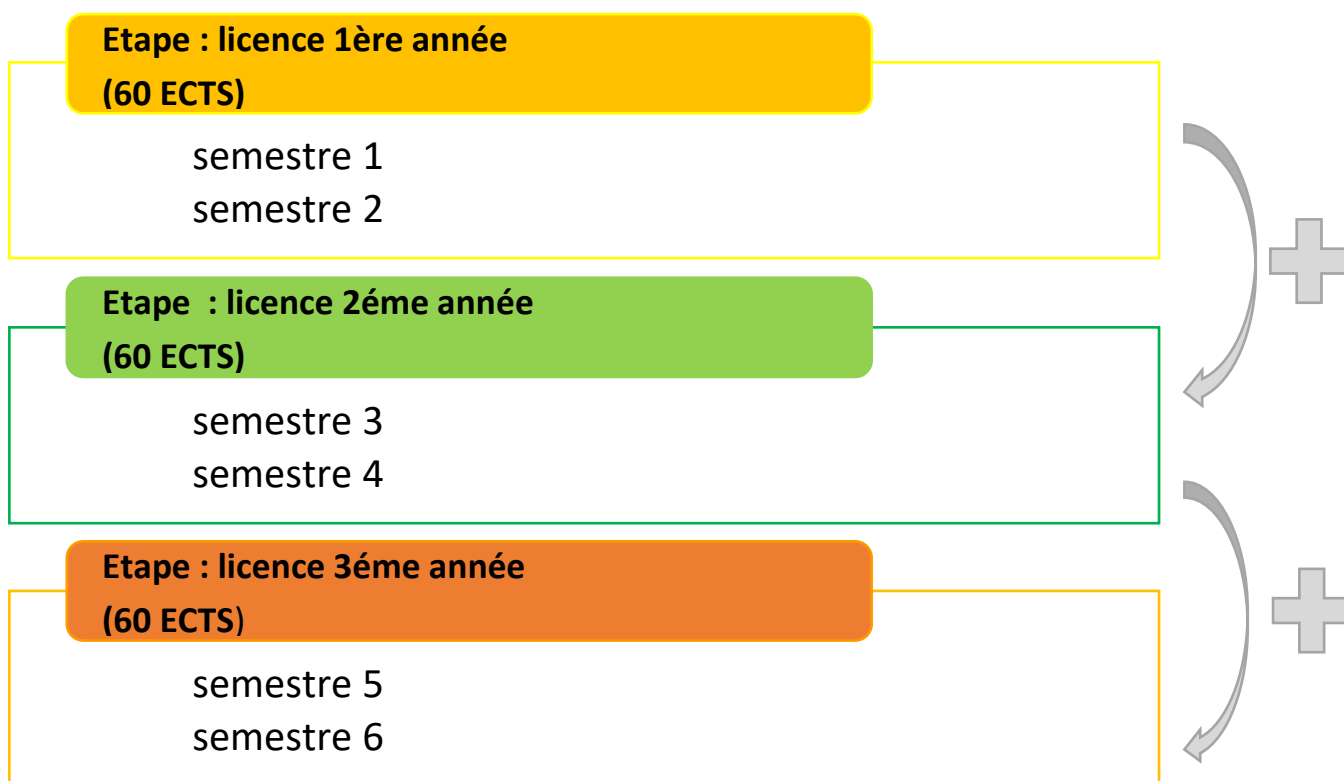 Etape : licence 1ère année
(60 ECTS)
semestre 1
semestre 2
Etape  : licence 2éme année
(60 ECTS)
semestre 3
semestre 4
Etape : licence 3éme année
(60 ECTS)
semestre 5
semestre 6